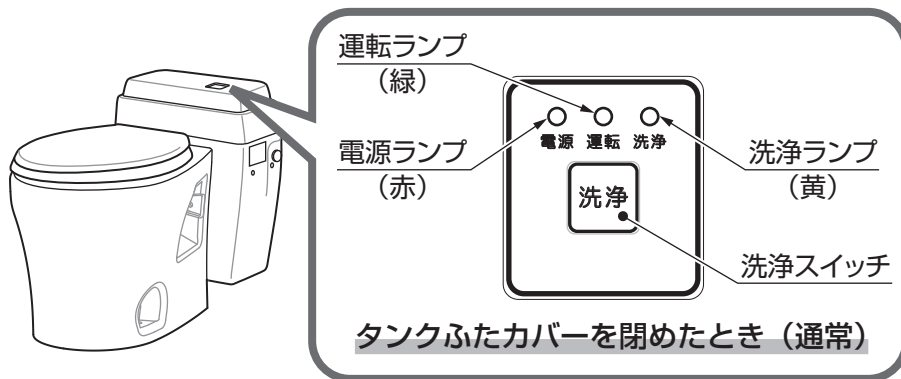 運転ランプ
（緑）
電源ランプ
（赤）
電源 運転 洗浄
洗浄
洗浄ランプ
（黄）
洗浄スイッチ
タンクふたカバーを閉めたとき（通常）